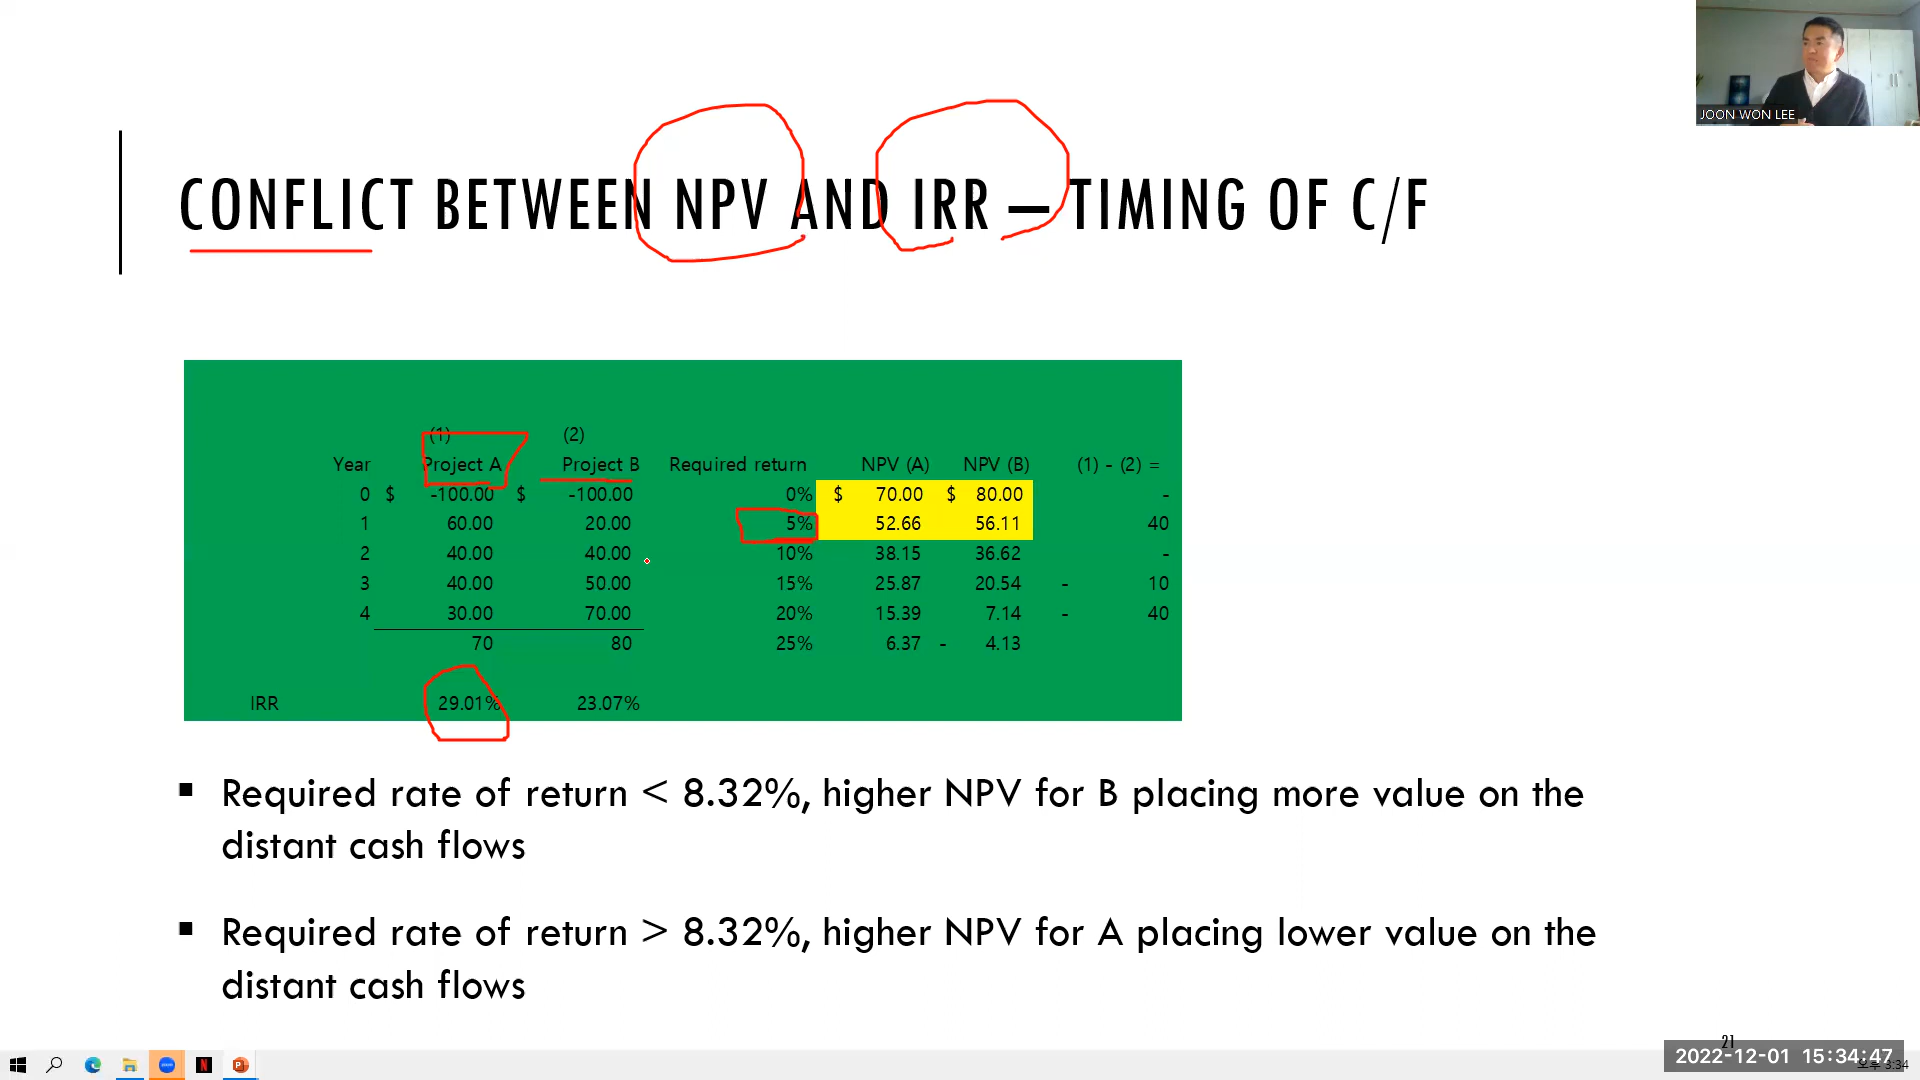 JOON WON LEE
CONFLICT BETWEEN NPV AND IRR – TIMING OF C/F
(1) (2)
Year Project A Project B Required return NPV (A) NPV (B) (1) - (2) =
0 $ -100.00 $ -100.00 0% $ 70.00 $ 80.00 -
1 60.00 20.00 5% 52.66 56.11 40
2 40.00 40.00 10% 38.15 36.62 -
3 40.00 50.00 15% 25.87 20.54 - 10
4 30.00 70.00 20% 15.39 7.14 - 40
70 80 25% 6.37 - 4.13
IRR 29.01% 23.07%
▪ Required rate of return < 8.32%, higher NPV for B placing more value on the
distant cash flows
▪ Required rate of return > 8.32%, higher NPV for A placing lower value on the
distant cash flows
21
2022-12-01 15:34:47